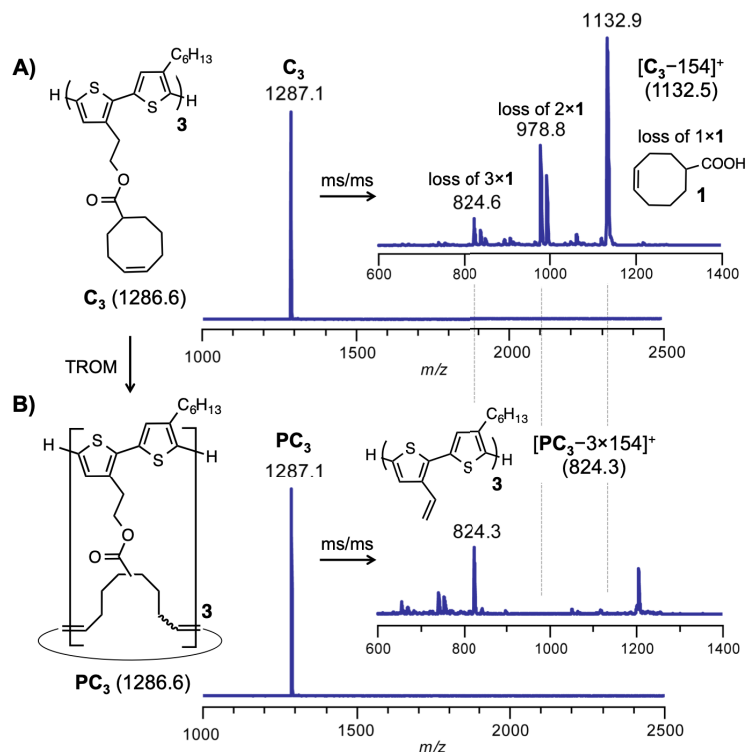 A)
C₆H₁₃
S
H
S
H
3
O
O
C₃ (1286.6)
C₃
1287.1
ms/ms
1132.9
[C₃−154]⁺
(1132.5)
loss of 2×1
978.8
loss of 1×1
COOH
1
loss of 3×1
824.6
600 800 1000 1200 1400
1000 1500 2000 2500
m/z
TROM
B)
C₆H₁₃
H
S
S
H
O
O
3
PC₃ (1286.6)
PC₃
1287.1
ms/ms
C₆H₁₃
S
H
S
H
3
[PC₃−3×154]⁺
(824.3)
824.3
600 800 1000 1200 1400
1000 1500 2000 2500
m/z